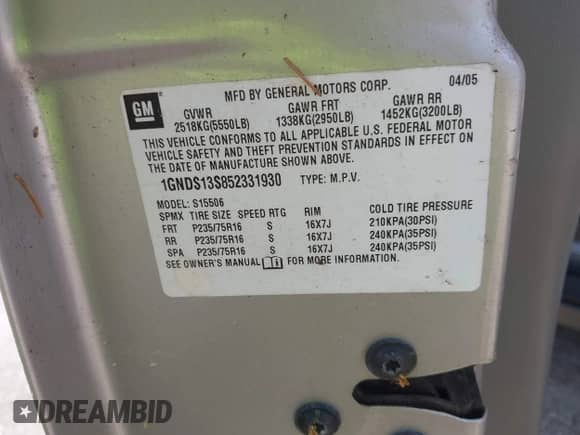 MFD BY GENERAL MOTORS CORP. 04/05
GM
GVWR GAWR FRT GAWR RR
2518KG(5550LB) 1338KG(2950LB) 1452KG(3200LB)
THIS VEHICLE CONFORMS TO ALL APPLICABLE U.S. FEDERAL MOTOR
VEHICLE SAFETY AND THEFT PREVENTION STANDARDS IN EFFECT ON
THE DATE OF MANUFACTURE SHOWN ABOVE.
1GNDS13S852331930 TYPE: M.P.V.
MODEL: S15506
SPMX TIRE SIZE SPEED RTG RIM COLD TIRE PRESSURE
FRT P235/75R16 S 16X7J 210KPA(30PSI)
RR P235/75R16 S 16X7J 240KPA(35PSI)
SPA P235/75R16 S 16X7J 240KPA(35PSI)
SEE OWNER'S MANUAL FOR MORE INFORMATION.
DREAMBID